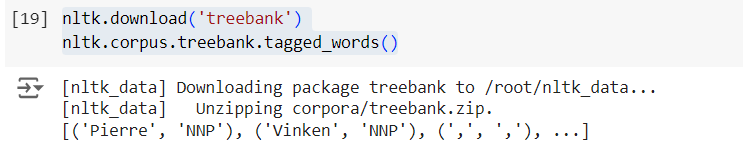 [19] nltk.download('treebank')
nltk.corpus.treebank.tagged_words()
[nltk_data] Downloading package treebank to /root/nltk_data...
[nltk_data]   Unzipping corpora/treebank.zip.
[('Pierre', 'NNP'), ('Vinken', 'NNP'), (',', ','), ...]